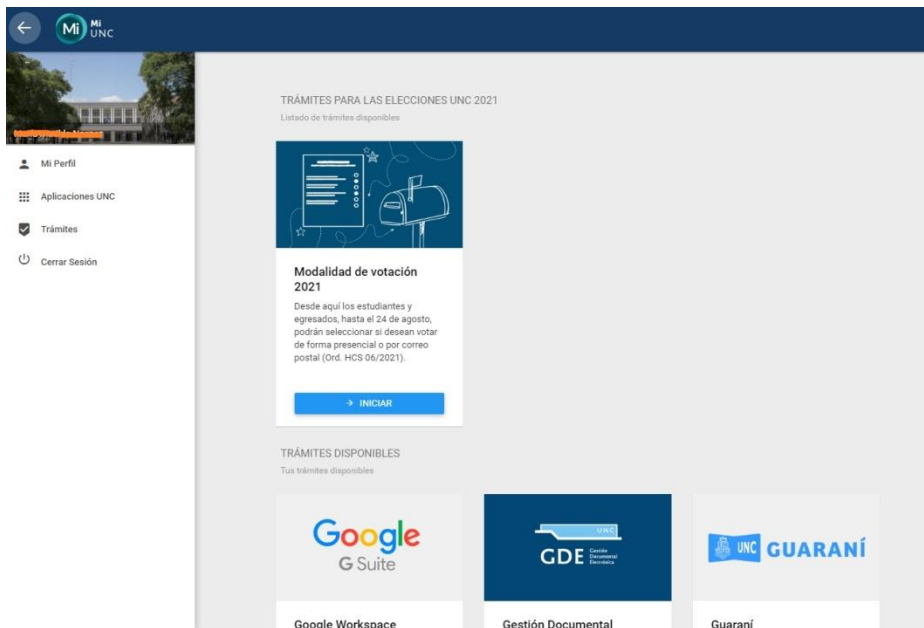 Mi
Mi
UNC
Mi Perfil
Aplicaciones UNC
Trámites
Cerrar Sesión
TRÁMITES PARA LAS ELECCIONES UNC 2021
Listado de trámites disponibles
Modalidad de votación
2021
Desde aquí los estudiantes y
egresados, hasta el 24 de agosto,
podrán seleccionar si desean votar
de forma presencial o por correo
postal (Ord. HCS 06/2021).
→ INICIAR
TRÁMITES DISPONIBLES
Tus trámites disponibles
Google
G Suite
UNC
GDE Gestión
Documental
Electrónica
UNC GUARANÍ
Google Workspace
Gestión Documental
Guaraní